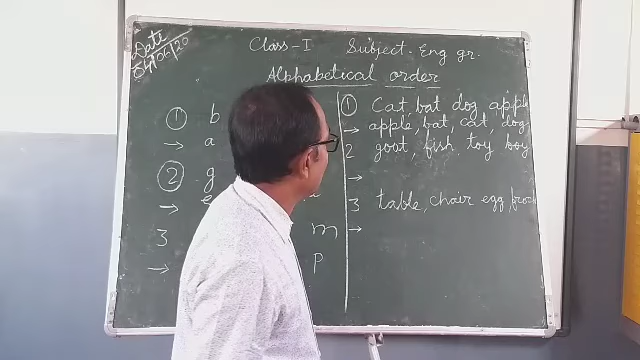 Date
04/06/20
Class-I Subject. Eng gr.
Alphabetical order
① b
→ a
② g
→ e
3 m
→ p
① Cat, bat dog apple
→ apple, bat, cat, dog
2 goat, fish, toy boy
→
3 table, chair egg, frock
→